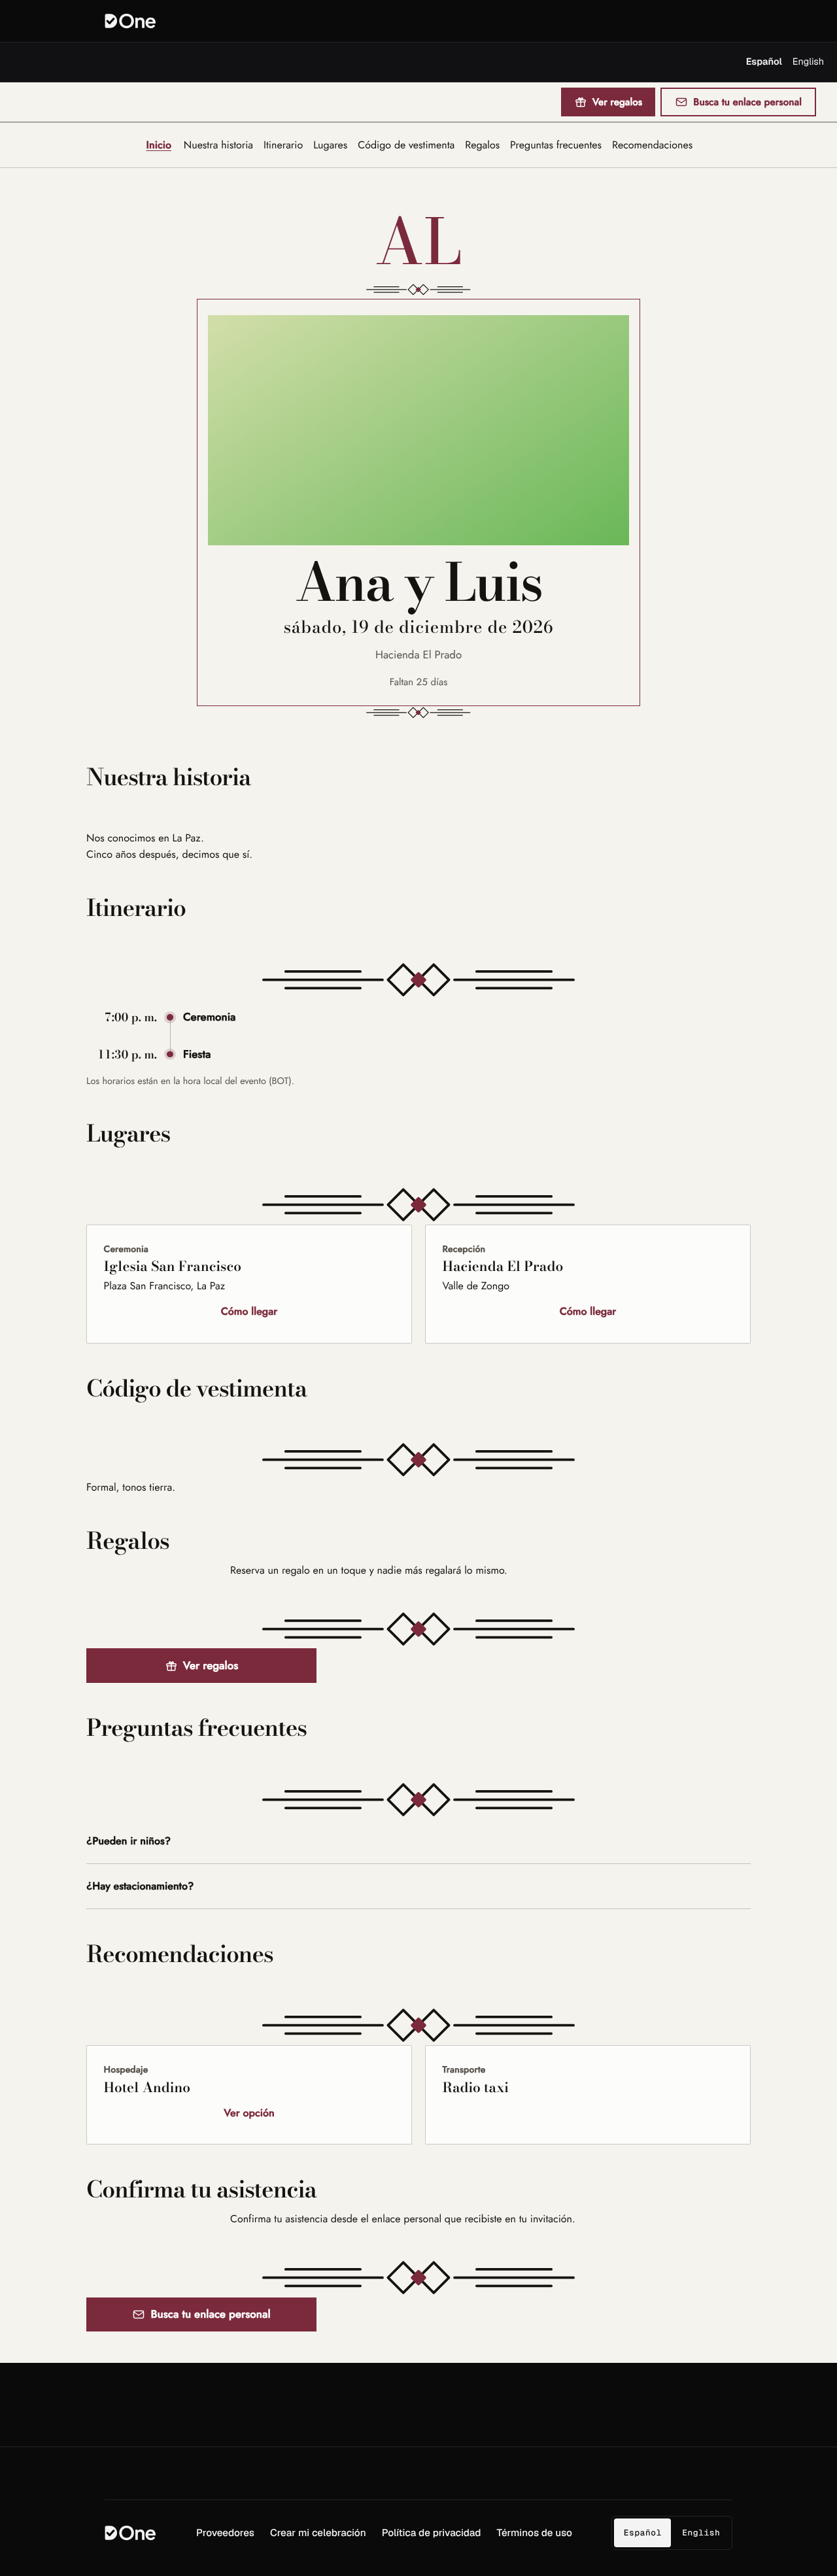 One
Español English
Ver regalos Busca tu enlace personal
Inicio Nuestra historia Itinerario Lugares Código de vestimenta Regalos Preguntas frecuentes Recomendaciones
AL
Ana y Luis
sábado, 19 de diciembre de 2026
Hacienda El Prado
Faltan 25 días
Nuestra historia
Nos conocimos en La Paz.
Cinco años después, decimos que sí.
Itinerario
7:00 p. m. Ceremonia
11:30 p. m. Fiesta
Los horarios están en la hora local del evento (BOT).
Lugares
Ceremonia
Iglesia San Francisco
Plaza San Francisco, La Paz
Cómo llegar
Recepción
Hacienda El Prado
Valle de Zongo
Cómo llegar
Código de vestimenta
Formal, tonos tierra.
Regalos
Reserva un regalo en un toque y nadie más regalará lo mismo.
Ver regalos
Preguntas frecuentes
¿Pueden ir niños?
¿Hay estacionamiento?
Recomendaciones
Hospedaje
Hotel Andino
Ver opción
Transporte
Radio taxi
Confirma tu asistencia
Confirma tu asistencia desde el enlace personal que recibiste en tu invitación.
Busca tu enlace personal
One Proveedores Crear mi celebración Política de privacidad Términos de uso Español English